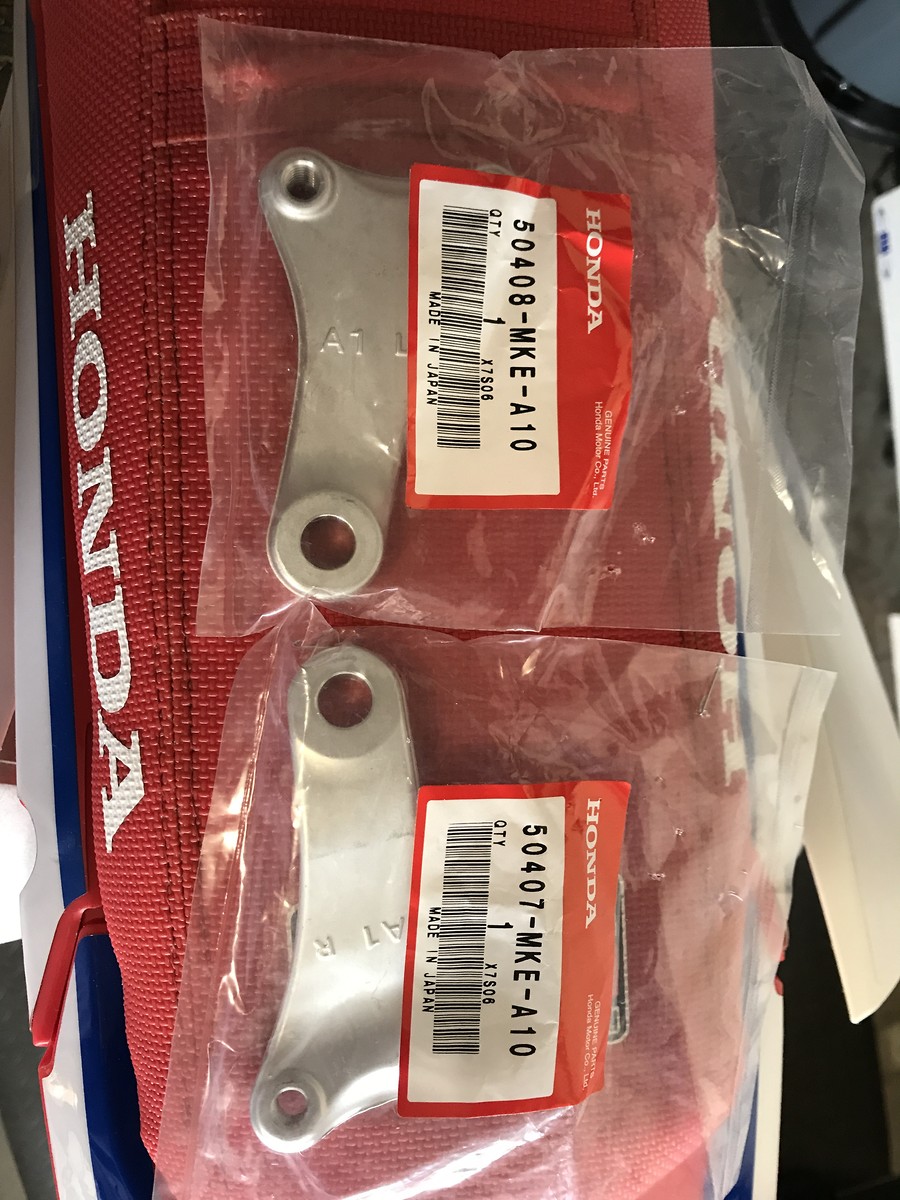 HONDA
HONDA
GENUINE PARTS
Honda Motor Co., Ltd.
50408-MKE-A10
QTY 1 X7S06
MADE IN JAPAN
A1 L
HONDA
GENUINE PARTS
Honda Motor Co., Ltd.
50407-MKE-A10
QTY 1 X7S06
MADE IN JAPAN
A1 R